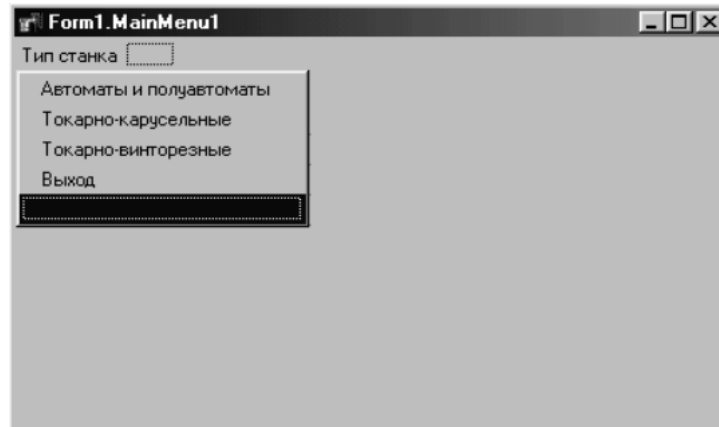 Form1.MainMenu1
Тип станка
Автоматы и полуавтоматы
Токарно-карусельные
Токарно-винторезные
Выход